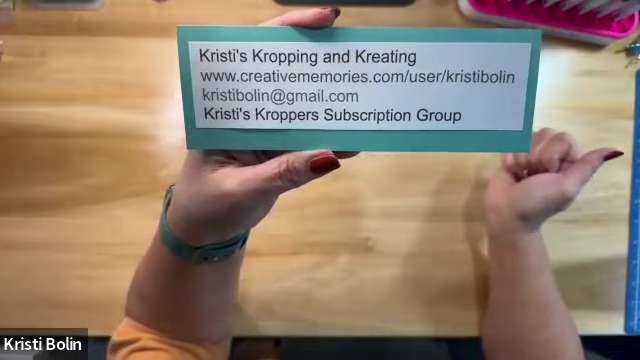 Kristi's Kropping and Kreating
www.creativememories.com/user/kristibolin
kristibolin@gmail.com
Kristi's Kroppers Subscription Group
Kristi Bolin